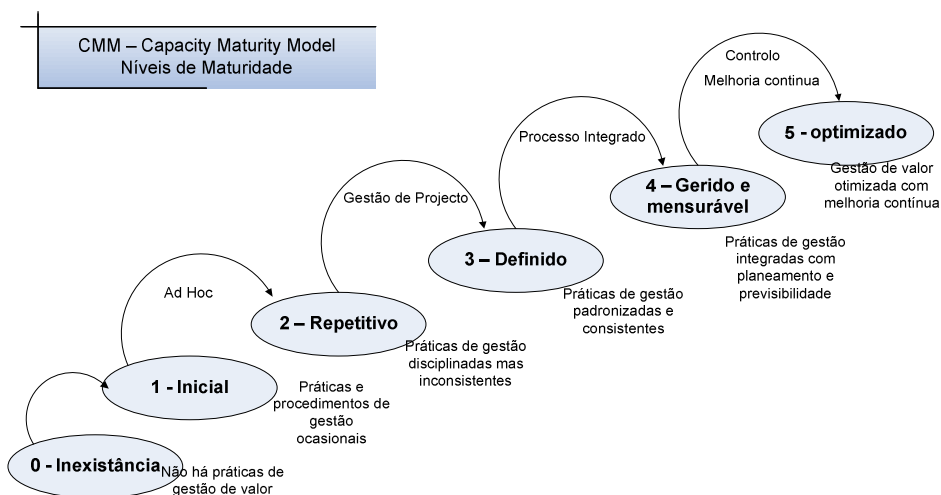 CMM – Capacity Maturity Model
Níveis de Maturidade
Controlo
Melhoria continua
5 - optimizado
Gestão de valor
otimizada com
melhoria contínua
Processo Integrado
4 – Gerido e
mensurável
Práticas de gestão
integradas com
planeamento e
previsibilidade
Gestão de Projecto
3 – Definido
Práticas de gestão
padronizadas e
consistentes
Ad Hoc
2 – Repetitivo
Práticas de gestão
disciplinadas mas
inconsistentes
1 - Inicial
Práticas e
procedimentos de
gestão
ocasionais
0 - Inexistância
Não há práticas de
gestão de valor